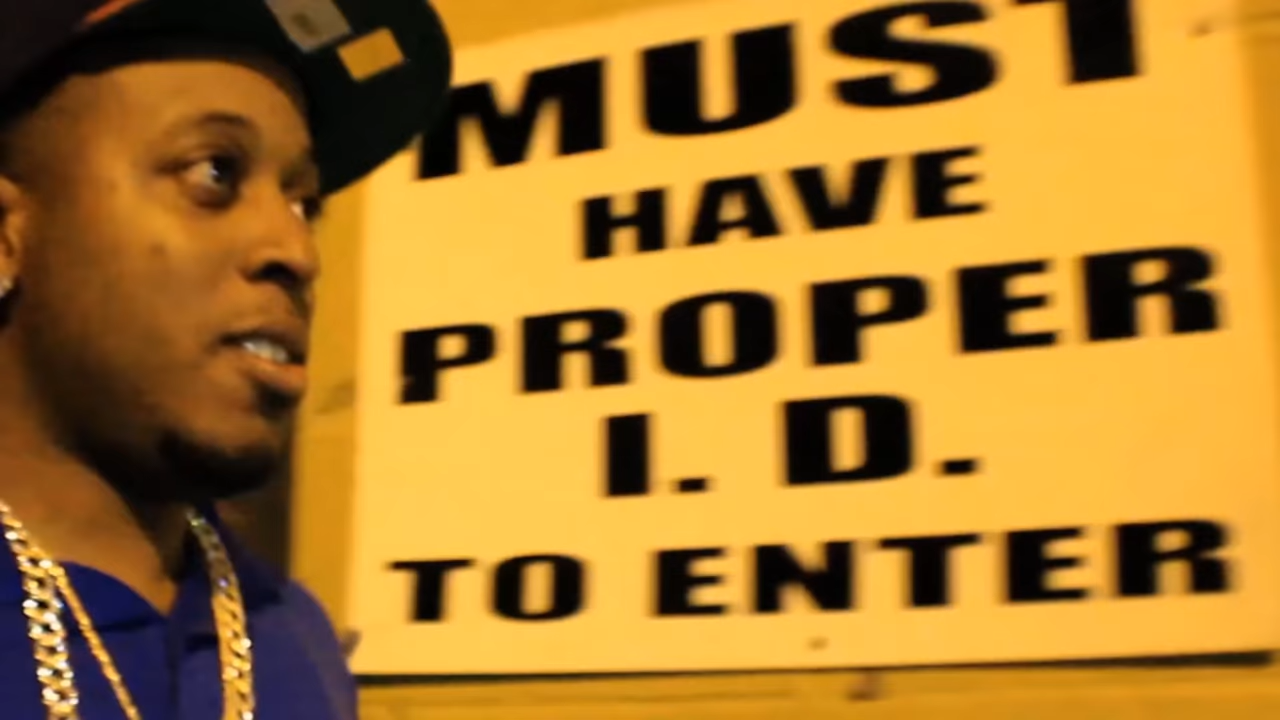 MUST
HAVE
PROPER
I. D.
TO ENTER